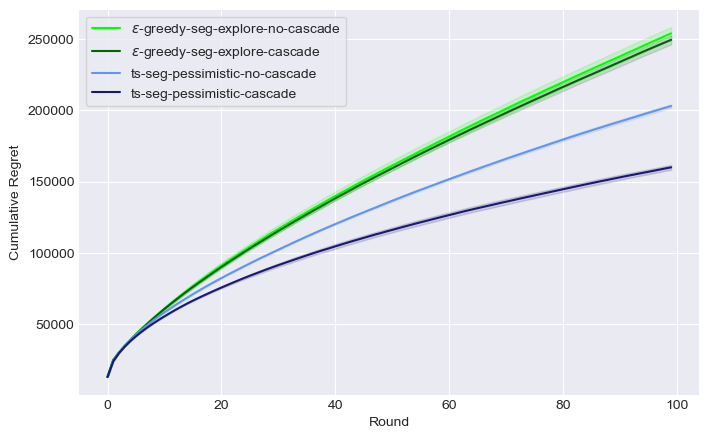 ε-greedy-seg-explore-no-cascade
ε-greedy-seg-explore-cascade
ts-seg-pessimistic-no-cascade
ts-seg-pessimistic-cascade
250000
200000
150000
100000
50000
Cumulative Regret
0 20 40 60 80 100
Round